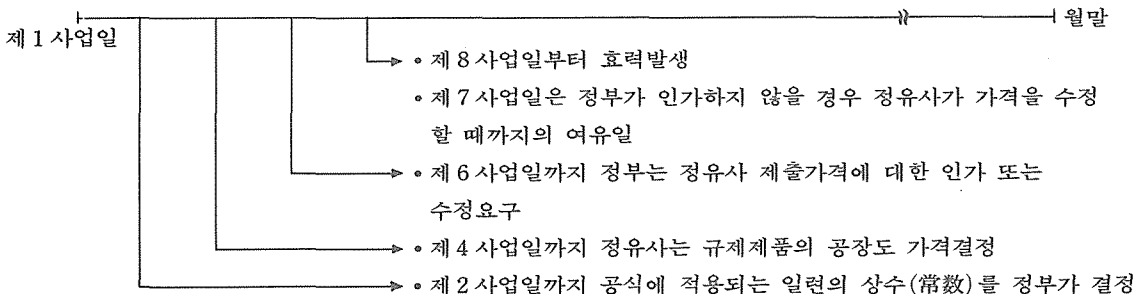 제 1 사업일
월말
• 제 8 사업일부터 효력발생
• 제 7 사업일은 정부가 인가하지 않을 경우 정유사가 가격을 수정
할 때까지의 여유일
• 제 6 사업일까지 정부는 정유사 제출가격에 대한 인가 또는
수정요구
• 제 4 사업일까지 정유사는 규제제품의 공장도 가격결정
• 제 2 사업일까지 공식에 적용되는 일련의 상수(常数)를 정부가 결정